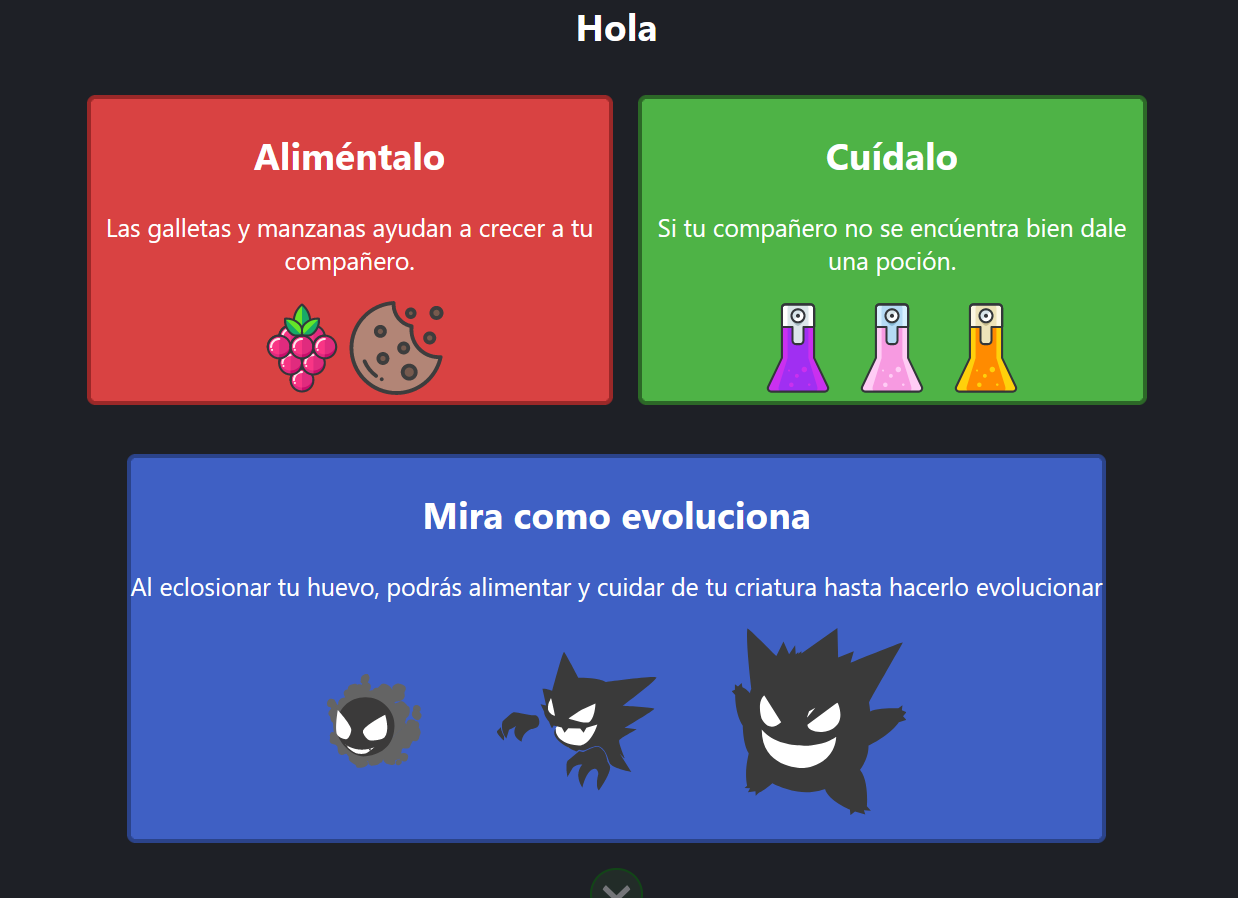 Hola
Aliméntalo
Las galletas y manzanas ayudan a crecer a tu
compañero.
Cuídalo
Si tu compañero no se encúentra bien dale
una poción.
Mira como evoluciona
Al eclosionar tu huevo, podrás alimentar y cuidar de tu criatura hasta hacerlo evolucionar